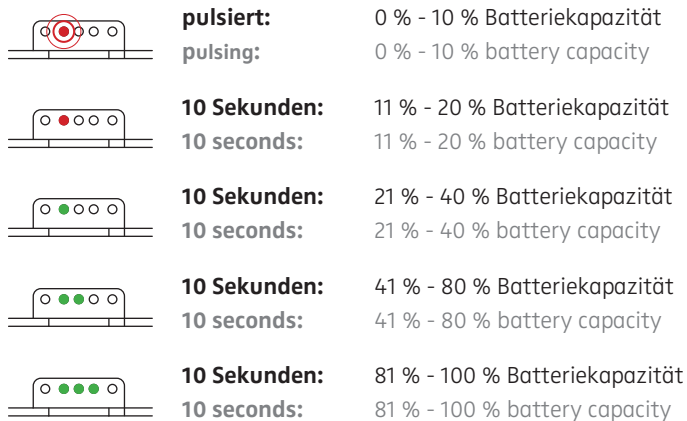 pulsiert: 0 % - 10 % Batteriekapazität
pulsing: 0 % - 10 % battery capacity
10 Sekunden: 11 % - 20 % Batteriekapazität
10 seconds: 11 % - 20 % battery capacity
10 Sekunden: 21 % - 40 % Batteriekapazität
10 seconds: 21 % - 40 % battery capacity
10 Sekunden: 41 % - 80 % Batteriekapazität
10 seconds: 41 % - 80 % battery capacity
10 Sekunden: 81 % - 100 % Batteriekapazität
10 seconds: 81 % - 100 % battery capacity